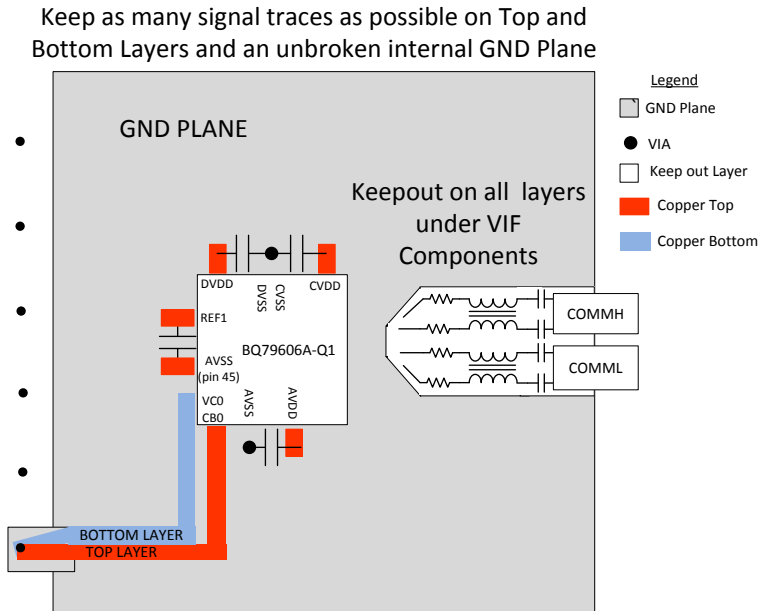 Keep as many signal traces as possible on Top and
Bottom Layers and an unbroken internal GND Plane
Legend
GND Plane
VIA
Keep out Layer
Copper Top
Copper Bottom
GND PLANE
Keepout on all layers
under VIF
Components
DVDD
DVSS
CVSS
CVDD
REF1
BQ79606A-Q1
AVSS
(pin 45)
VC0
CB0
AVSS
AVDD
COMMH
COMML
BOTTOM LAYER
TOP LAYER